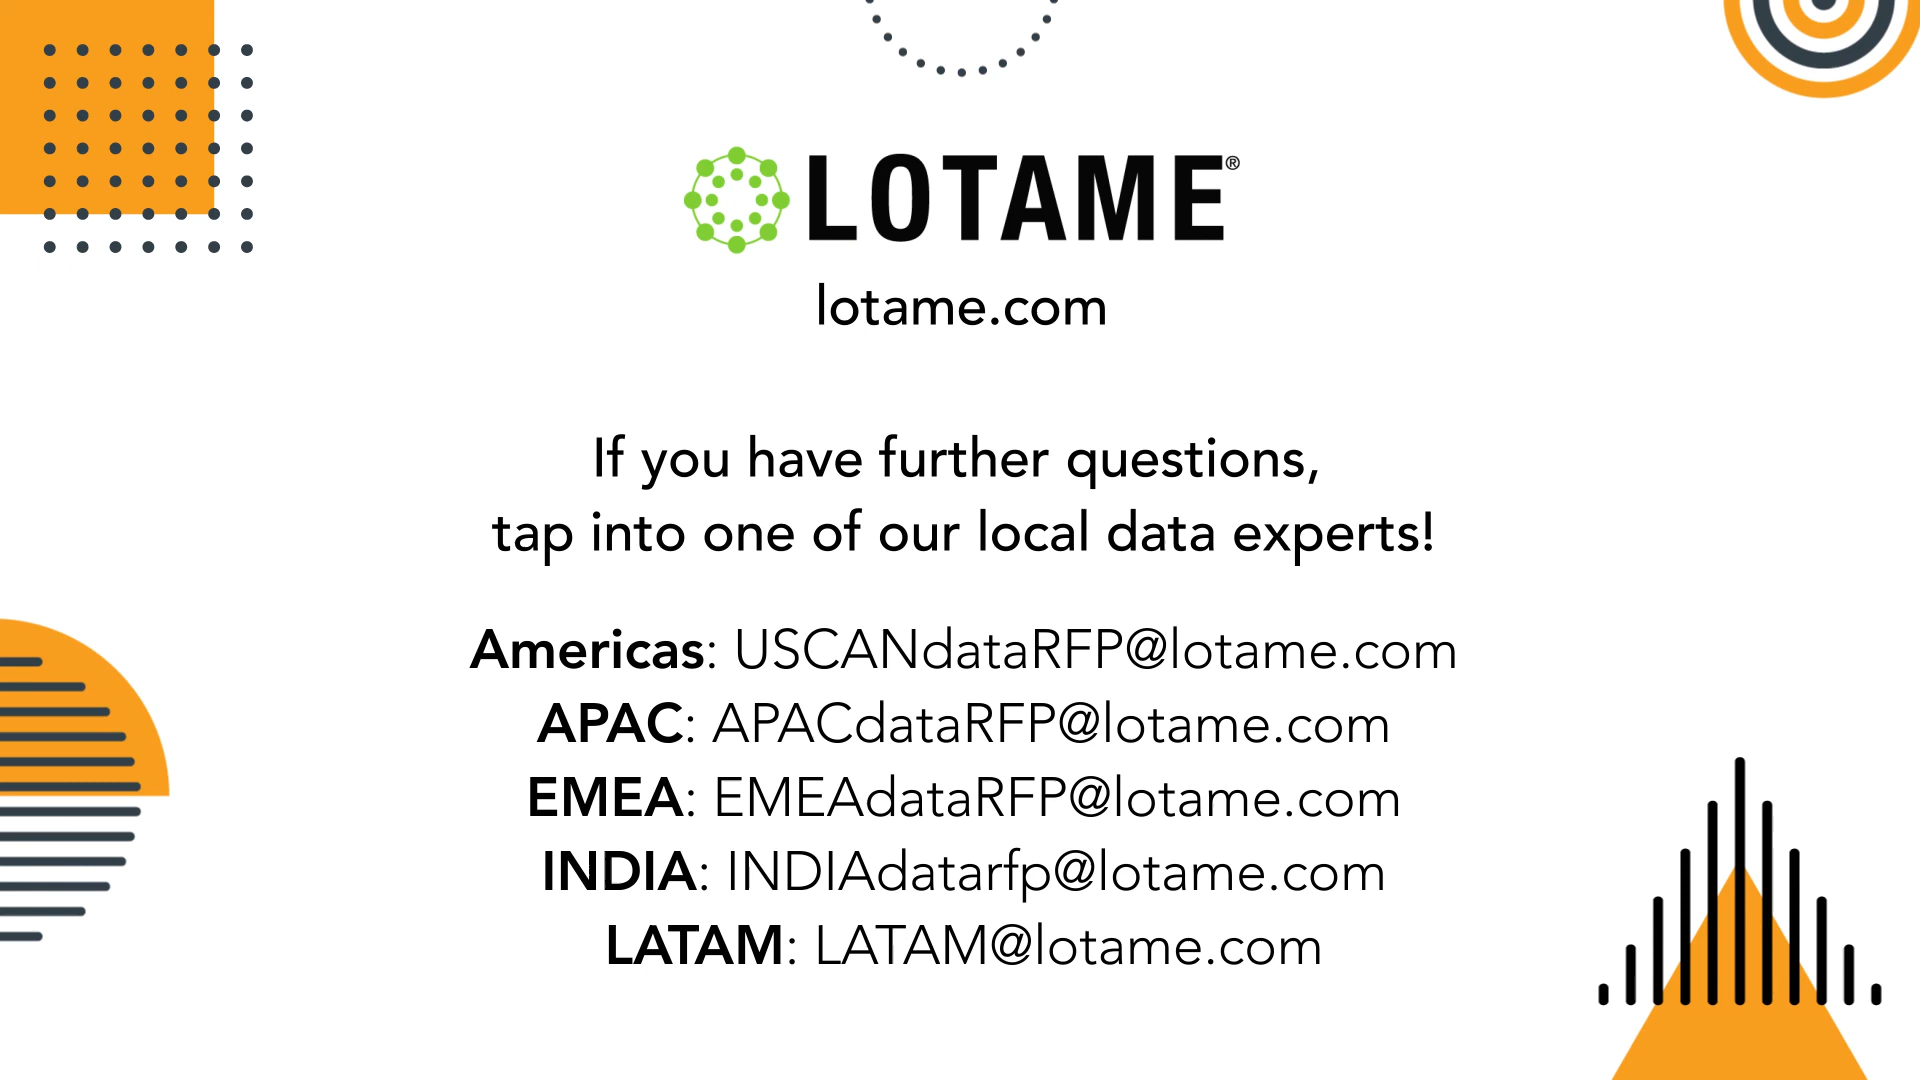 LOTAME®
lotame.com
If you have further questions,
tap into one of our local data experts!
Americas: USCANdataRFP@lotame.com
APAC: APACdataRFP@lotame.com
EMEA: EMEAdataRFP@lotame.com
INDIA: INDIAdatarfp@lotame.com
LATAM: LATAM@lotame.com